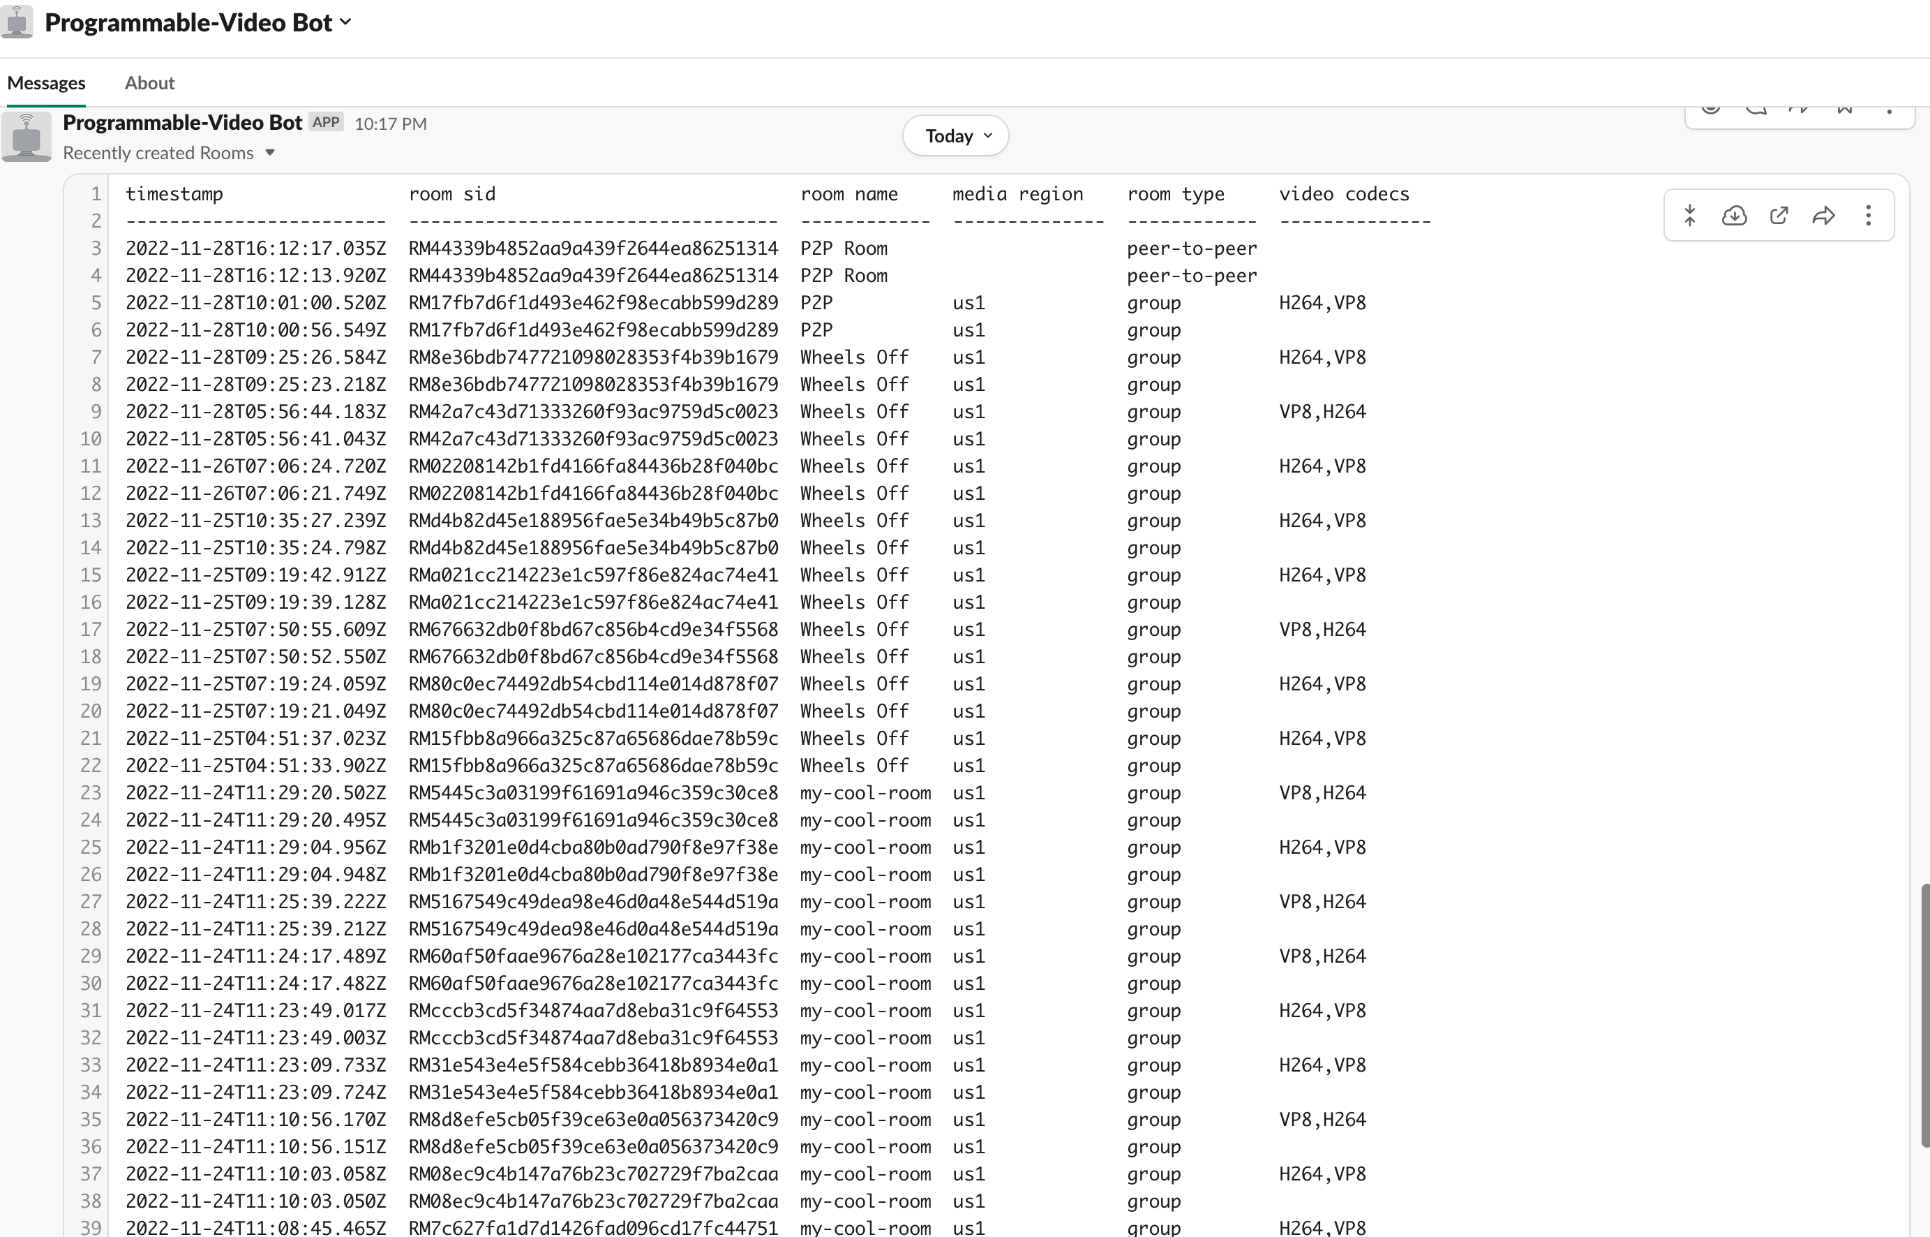 Programmable-Video Bot
Messages About
Programmable-Video Bot APP 10:17 PM
Recently created Rooms
Today
1 timestamp room sid room name media region room type video codecs
2 ------------------------ ---------------------------------- ------------ -------------- ------------ --------------
3 2022-11-28T16:12:17.035Z RM44339b4852aa9a439f2644ea86251314 P2P Room peer-to-peer
4 2022-11-28T16:12:13.920Z RM44339b4852aa9a439f2644ea86251314 P2P Room peer-to-peer
5 2022-11-28T10:01:00.520Z RM17fb7d6f1d493e462f98ecabb599d289 P2P us1 group H264,VP8
6 2022-11-28T10:00:56.549Z RM17fb7d6f1d493e462f98ecabb599d289 P2P us1 group
7 2022-11-28T09:25:26.584Z RM8e36bdb747721098028353f4b39b1679 Wheels Off us1 group H264,VP8
8 2022-11-28T09:25:23.218Z RM8e36bdb747721098028353f4b39b1679 Wheels Off us1 group
9 2022-11-28T05:56:44.183Z RM42a7c43d71333260f93ac9759d5c0023 Wheels Off us1 group VP8,H264
10 2022-11-28T05:56:41.043Z RM42a7c43d71333260f93ac9759d5c0023 Wheels Off us1 group
11 2022-11-26T07:06:24.720Z RM02208142b1fd4166fa84436b28f040bc Wheels Off us1 group H264,VP8
12 2022-11-26T07:06:21.749Z RM02208142b1fd4166fa84436b28f040bc Wheels Off us1 group
13 2022-11-25T10:35:27.239Z RMd4b82d45e188956fae5e34b49b5c87b0 Wheels Off us1 group H264,VP8
14 2022-11-25T10:35:24.798Z RMd4b82d45e188956fae5e34b49b5c87b0 Wheels Off us1 group
15 2022-11-25T09:19:42.912Z RMa021cc214223e1c597f86e824ac74e41 Wheels Off us1 group H264,VP8
16 2022-11-25T09:19:39.128Z RMa021cc214223e1c597f86e824ac74e41 Wheels Off us1 group
17 2022-11-25T07:50:55.609Z RM676632db0f8bd67c856b4cd9e34f5568 Wheels Off us1 group VP8,H264
18 2022-11-25T07:50:52.550Z RM676632db0f8bd67c856b4cd9e34f5568 Wheels Off us1 group
19 2022-11-25T07:19:24.059Z RM80c0ec74492db54cbd114e014d878f07 Wheels Off us1 group H264,VP8
20 2022-11-25T07:19:21.049Z RM80c0ec74492db54cbd114e014d878f07 Wheels Off us1 group
21 2022-11-25T04:51:37.023Z RM15fbb8a966a325c87a65686dae78b59c Wheels Off us1 group H264,VP8
22 2022-11-25T04:51:33.902Z RM15fbb8a966a325c87a65686dae78b59c Wheels Off us1 group
23 2022-11-24T11:29:20.502Z RM5445c3a03199f61691a946c359c30ce8 my-cool-room us1 group VP8,H264
24 2022-11-24T11:29:20.495Z RM5445c3a03199f61691a946c359c30ce8 my-cool-room us1 group
25 2022-11-24T11:29:04.956Z RMb1f3201e0d4cba80b0ad790f8e97f38e my-cool-room us1 group H264,VP8
26 2022-11-24T11:29:04.948Z RMb1f3201e0d4cba80b0ad790f8e97f38e my-cool-room us1 group
27 2022-11-24T11:25:39.222Z RM5167549c49dea98e46d0a48e544d519a my-cool-room us1 group VP8,H264
28 2022-11-24T11:25:39.212Z RM5167549c49dea98e46d0a48e544d519a my-cool-room us1 group
29 2022-11-24T11:24:17.489Z RM60af50faae9676a28e102177ca3443fc my-cool-room us1 group VP8,H264
30 2022-11-24T11:24:17.482Z RM60af50faae9676a28e102177ca3443fc my-cool-room us1 group
31 2022-11-24T11:23:49.017Z RMcccb3cd5f34874aa7d8eba31c9f64553 my-cool-room us1 group H264,VP8
32 2022-11-24T11:23:49.003Z RMcccb3cd5f34874aa7d8eba31c9f64553 my-cool-room us1 group
33 2022-11-24T11:23:09.733Z RM31e543e4e5f584cebb36418b8934e0a1 my-cool-room us1 group H264,VP8
34 2022-11-24T11:23:09.724Z RM31e543e4e5f584cebb36418b8934e0a1 my-cool-room us1 group
35 2022-11-24T11:10:56.170Z RM8d8efe5cb05f39ce63e0a056373420c9 my-cool-room us1 group VP8,H264
36 2022-11-24T11:10:56.151Z RM8d8efe5cb05f39ce63e0a056373420c9 my-cool-room us1 group
37 2022-11-24T11:10:03.058Z RM08ec9c4b147a76b23c702729f7ba2caa my-cool-room us1 group H264,VP8
38 2022-11-24T11:10:03.050Z RM08ec9c4b147a76b23c702729f7ba2caa my-cool-room us1 group
39 2022-11-24T11:08:45.465Z RM7c627fa1d7d1426fad096cd17fc44751 my-cool-room us1 group H264,VP8